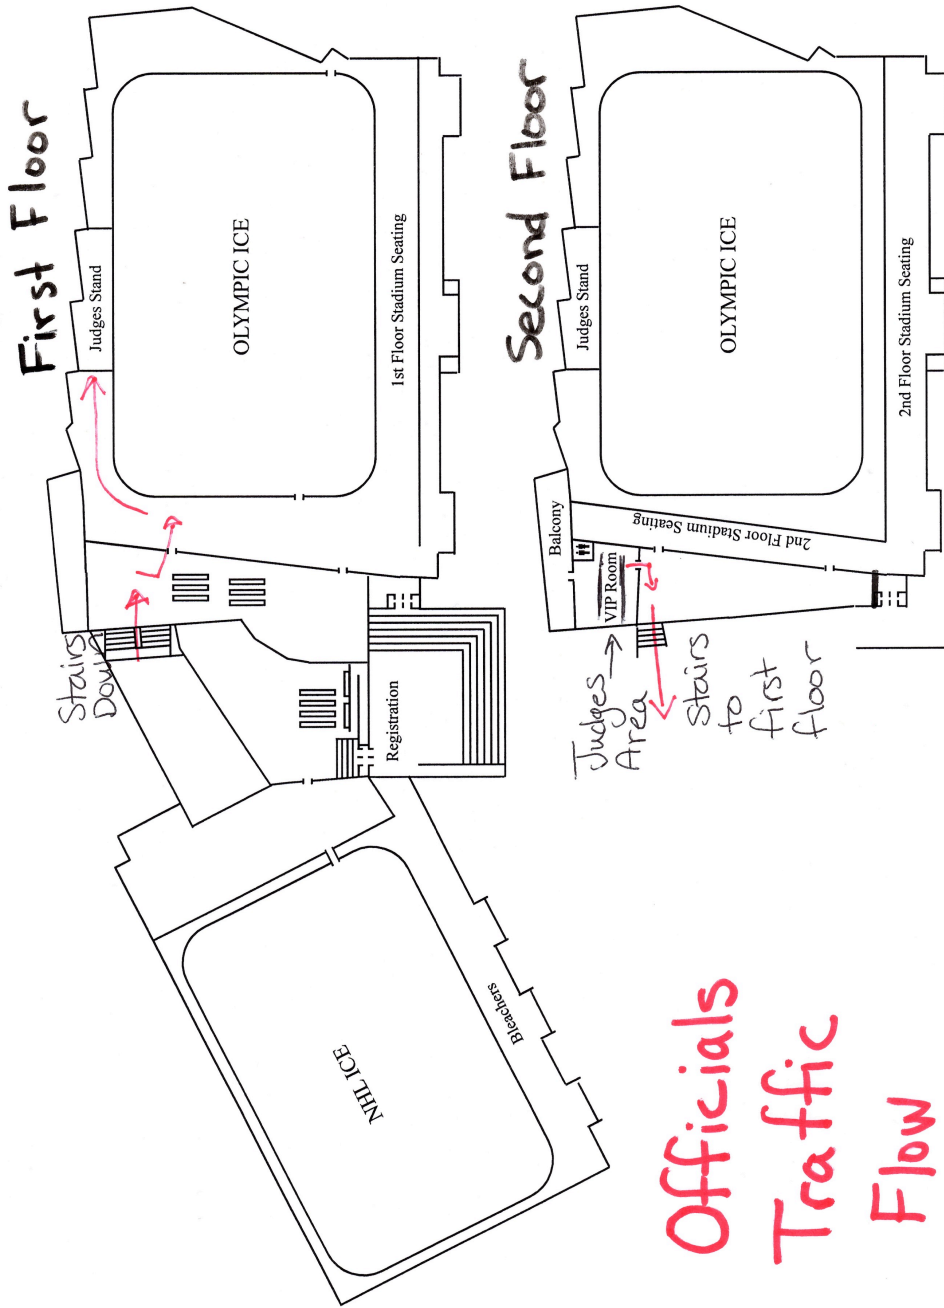 First Floor
Judges Stand
OLYMPIC ICE
1st Floor Stadium Seating
Stairs
Down
Registration
NHL ICE
Bleachers
Second Floor
Judges Stand
OLYMPIC ICE
2nd Floor Stadium Seating
Balcony
2nd Floor Stadium Seating
VIP Room
Judges
Area
Stairs
to
first
floor
Officials
Traffic
Flow